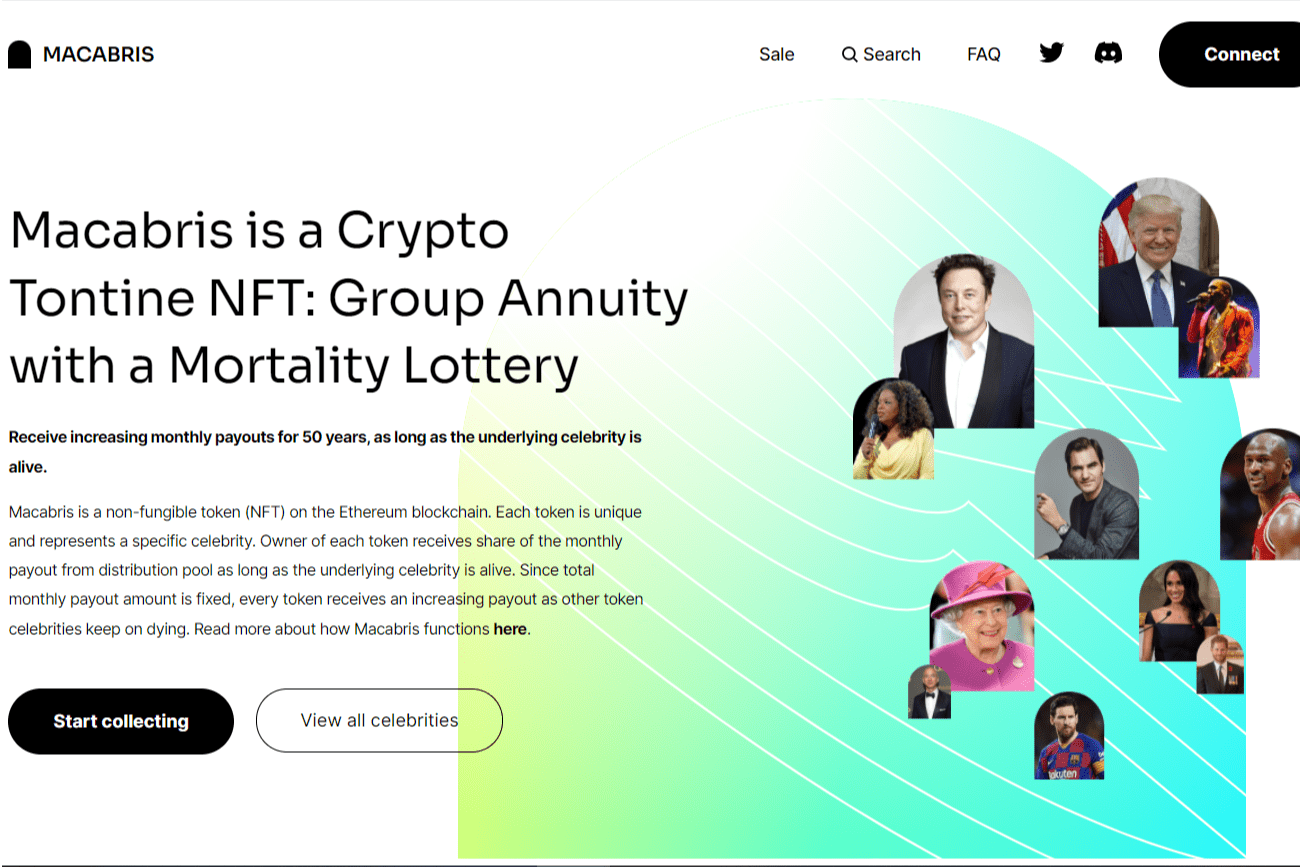 MACABRIS
Sale
Search
FAQ
Connect
Macabris is a Crypto
Tontine NFT: Group Annuity
with a Mortality Lottery
Receive increasing monthly payouts for 50 years, as long as the underlying celebrity is
alive.
Macabris is a non-fungible token (NFT) on the Ethereum blockchain. Each token is unique
and represents a specific celebrity. Owner of each token receives share of the monthly
payout from distribution pool as long as the underlying celebrity is alive. Since total
monthly payout amount is fixed, every token receives an increasing payout as other token
celebrities keep on dying. Read more about how Macabris functions here.
Start collecting
View all celebrities